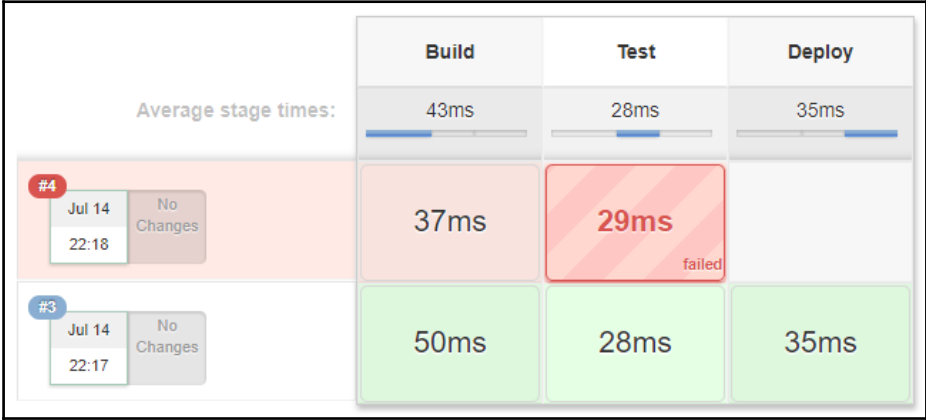 Build Test Deploy
Average stage times: 43ms 28ms 35ms
#4
Jul 14
22:18
No
Changes
37ms 29ms
failed
#3
Jul 14
22:17
No
Changes
50ms 28ms 35ms